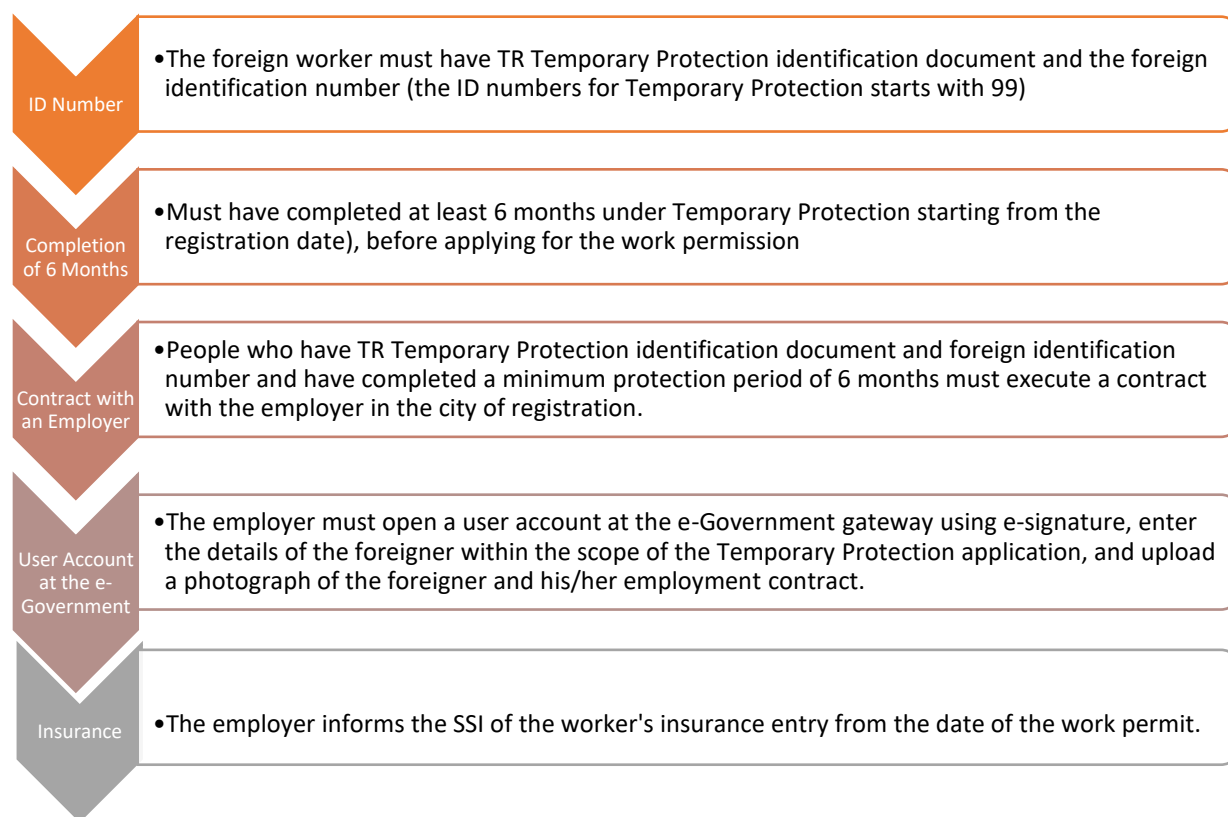 ID Number
•The foreign worker must have TR Temporary Protection identification document and the foreign
identification number (the ID numbers for Temporary Protection starts with 99)
Completion
of 6 Months
•Must have completed at least 6 months under Temporary Protection starting from the
registration date), before applying for the work permission
Contract with
an Employer
•People who have TR Temporary Protection identification document and foreign identification
number and have completed a minimum protection period of 6 months must execute a contract
with the employer in the city of registration.
User Account
at the e-
Government
•The employer must open a user account at the e-Government gateway using e-signature, enter
the details of the foreigner within the scope of the Temporary Protection application, and upload
a photograph of the foreigner and his/her employment contract.
Insurance
•The employer informs the SSI of the worker's insurance entry from the date of the work permit.